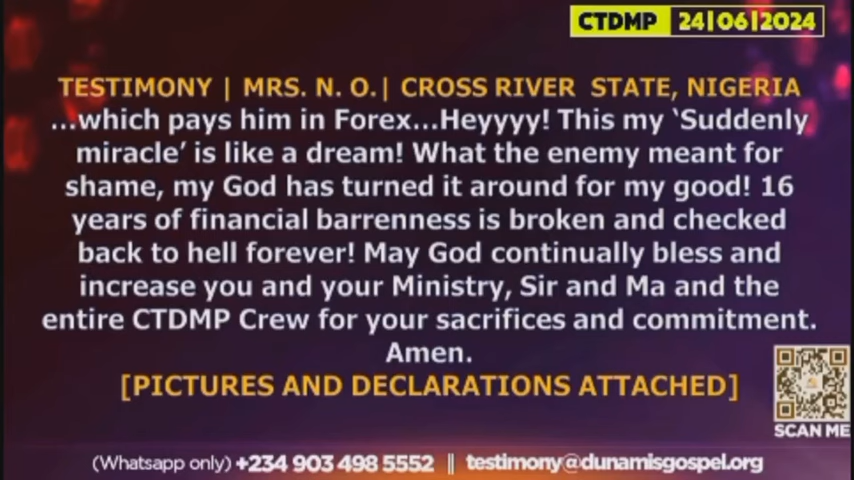 CTDMP 24|06|2024
TESTIMONY | MRS. N. O.| CROSS RIVER STATE, NIGERIA
...which pays him in Forex...Heyyyy! This my ‘Suddenly
miracle’ is like a dream! What the enemy meant for
shame, my God has turned it around for my good! 16
years of financial barrenness is broken and checked
back to hell forever! May God continually bless and
increase you and your Ministry, Sir and Ma and the
entire CTDMP Crew for your sacrifices and commitment.
Amen.
[PICTURES AND DECLARATIONS ATTACHED]
SCAN ME
(Whatsapp only) +234 903 498 5552 || testimony@dunamisgospel.org